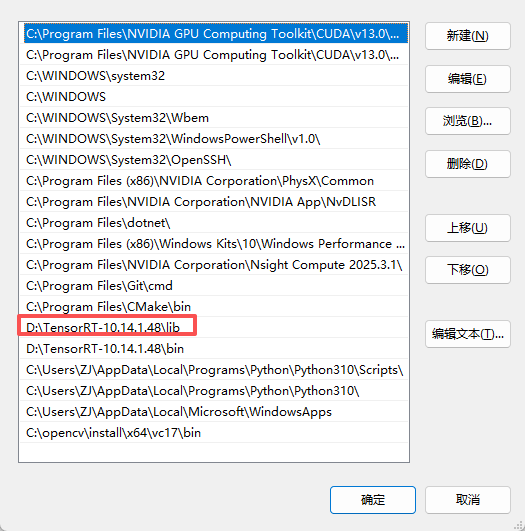 C:\Program Files\NVIDIA GPU Computing Toolkit\CUDA\v13.0\...
C:\Program Files\NVIDIA GPU Computing Toolkit\CUDA\v13.0\...
C:\WINDOWS\system32
C:\WINDOWS
C:\WINDOWS\System32\Wbem
C:\WINDOWS\System32\WindowsPowerShell\v1.0\
C:\WINDOWS\System32\OpenSSH\
C:\Program Files (x86)\NVIDIA Corporation\PhysX\Common
C:\Program Files\NVIDIA Corporation\NVIDIA App\NvDLISR
C:\Program Files\dotnet\
C:\Program Files (x86)\Windows Kits\10\Windows Performance ...
C:\Program Files\NVIDIA Corporation\Nsight Compute 2025.3.1\
C:\Program Files\Git\cmd
C:\Program Files\CMake\bin
D:\TensorRT-10.14.1.48\lib
D:\TensorRT-10.14.1.48\bin
C:\Users\ZJ\AppData\Local\Programs\Python\Python310\Scripts\
C:\Users\ZJ\AppData\Local\Programs\Python\Python310\
C:\Users\ZJ\AppData\Local\Microsoft\WindowsApps
C:\opencv\install\x64\vc17\bin
新建(N)
编辑(E)
浏览(B)...
删除(D)
上移(U)
下移(O)
编辑文本(T)...
确定
取消